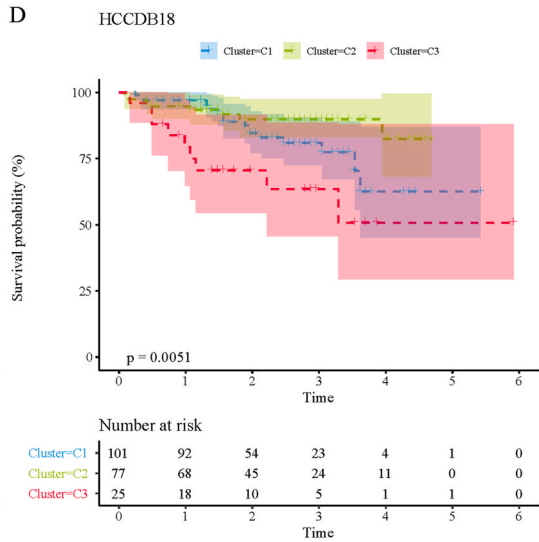 D
HCCDB18
Cluster=C1 Cluster=C2 Cluster=C3
Survival probability (%)
100
75
50
25
0
p = 0.0051
0 1 2 3 4 5 6
Time
Number at risk
Cluster=C1 101 92 54 23 4 1 0
Cluster=C2 77 68 45 24 11 0 0
Cluster=C3 25 18 10 5 1 1 0
0 1 2 3 4 5 6
Time